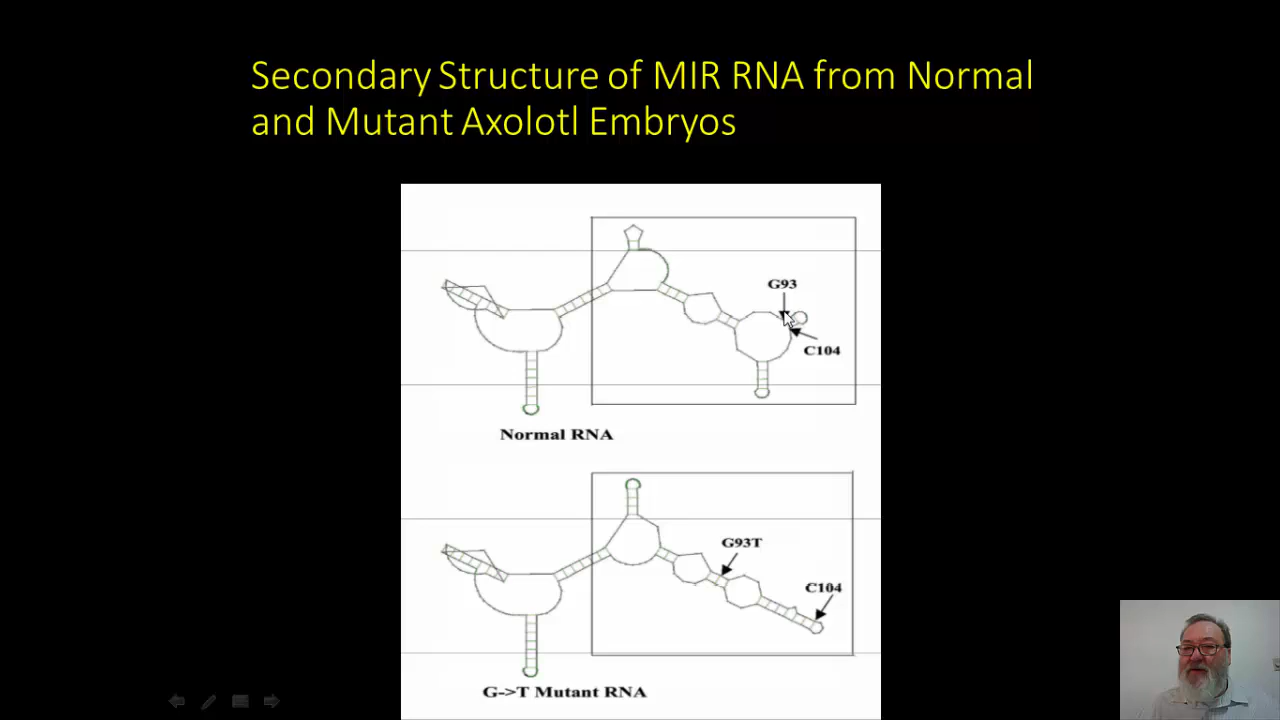 Secondary Structure of MIR RNA from Normal
and Mutant Axolotl Embryos
G93
C104
Normal RNA
G93T
C104
G->T Mutant RNA